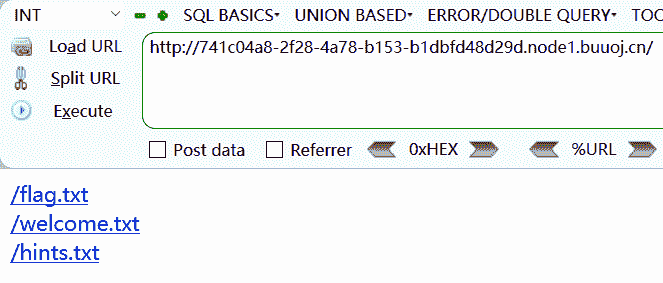 INT SQL BASICS UNION BASED ERROR/DOUBLE QUERY TOO
Load URL http://741c04a8-2f28-4a78-b153-b1dbfd48d29d.node1.buuoj.cn/
Split URL
Execute
Post data Referrer 0xHEX %URL
/flag.txt
/welcome.txt
/hints.txt